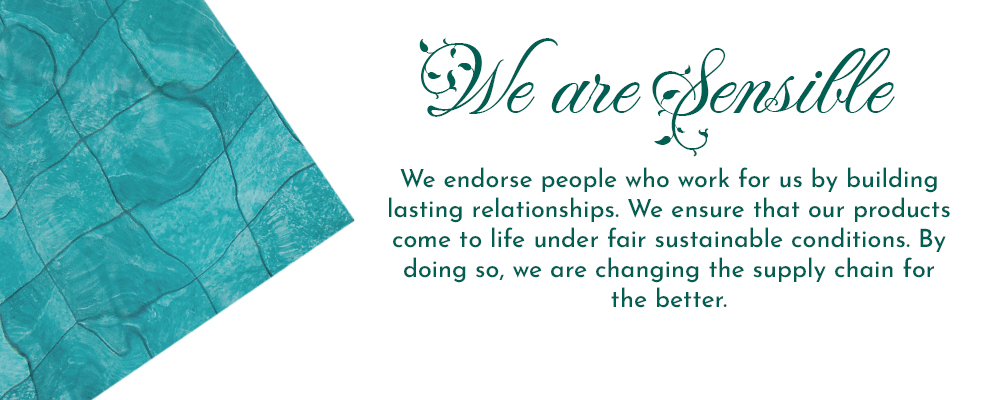 We are Sensible
We endorse people who work for us by building
lasting relationships. We ensure that our products
come to life under fair sustainable conditions. By
doing so, we are changing the supply chain for
the better.